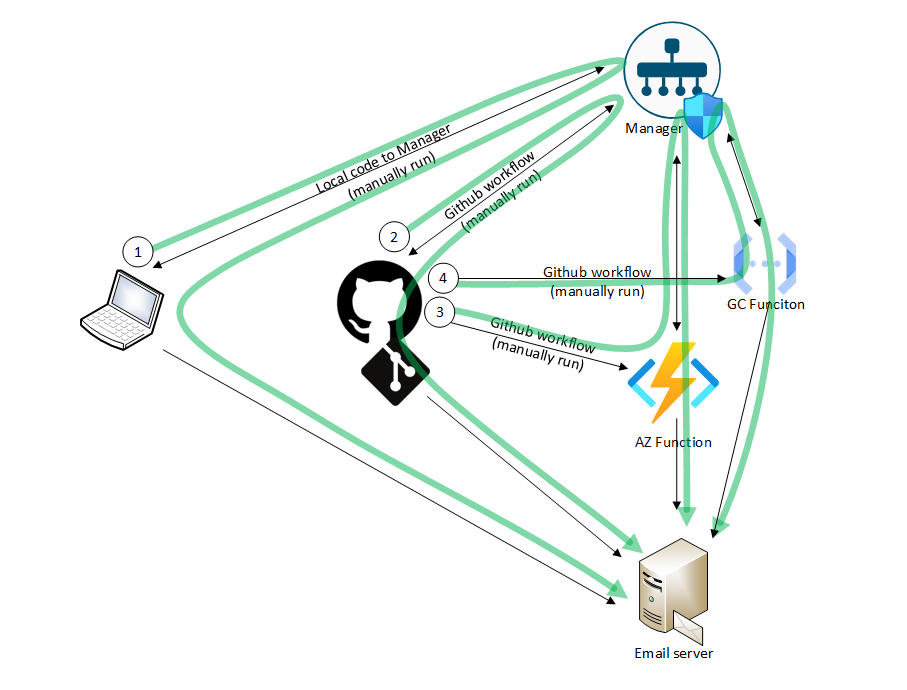 Manager
Local code to Manager
(manually run)
Github workflow
(manually run)
1
2
4
Github workflow
(manually run)
3
Github workflow
(manually run)
GC Funciton
AZ Function
Email server